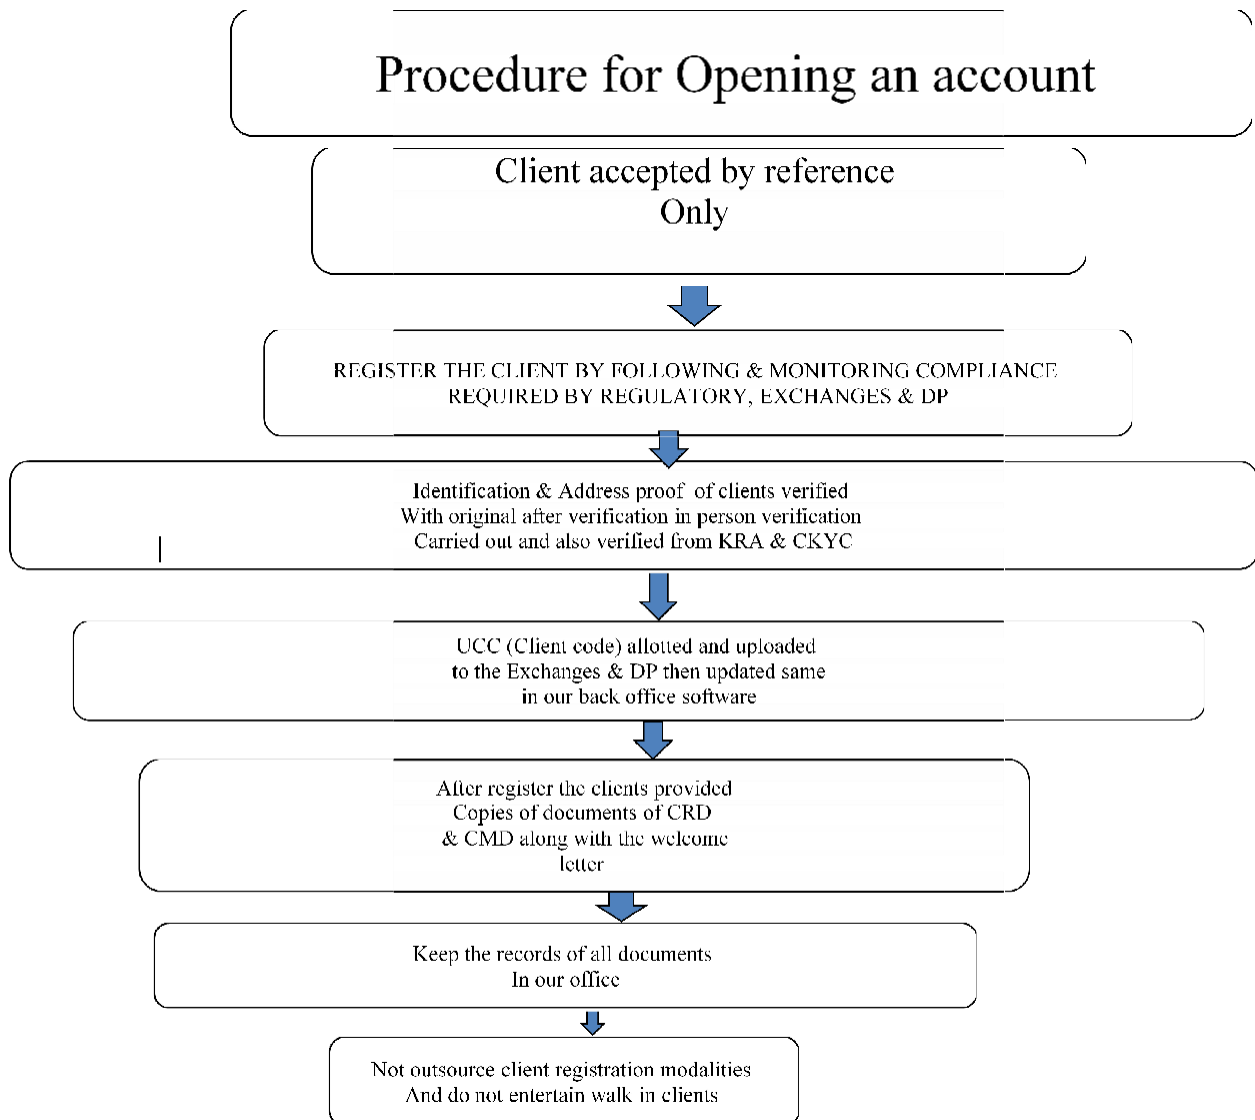 Procedure for Opening an account
Client accepted by reference
Only
REGISTER THE CLIENT BY FOLLOWING & MONITORING COMPLIANCE
REQUIRED BY REGULATORY, EXCHANGES & DP
Identification & Address proof of clients verified
With original after verification in person verification
Carried out and also verified from KRA & CKYC
UCC (Client code) allotted and uploaded
to the Exchanges & DP then updated same
in our back office software
After register the clients provided
Copies of documents of CRD
& CMD along with the welcome
letter
Keep the records of all documents
In our office
Not outsource client registration modalities
And do not entertain walk in clients